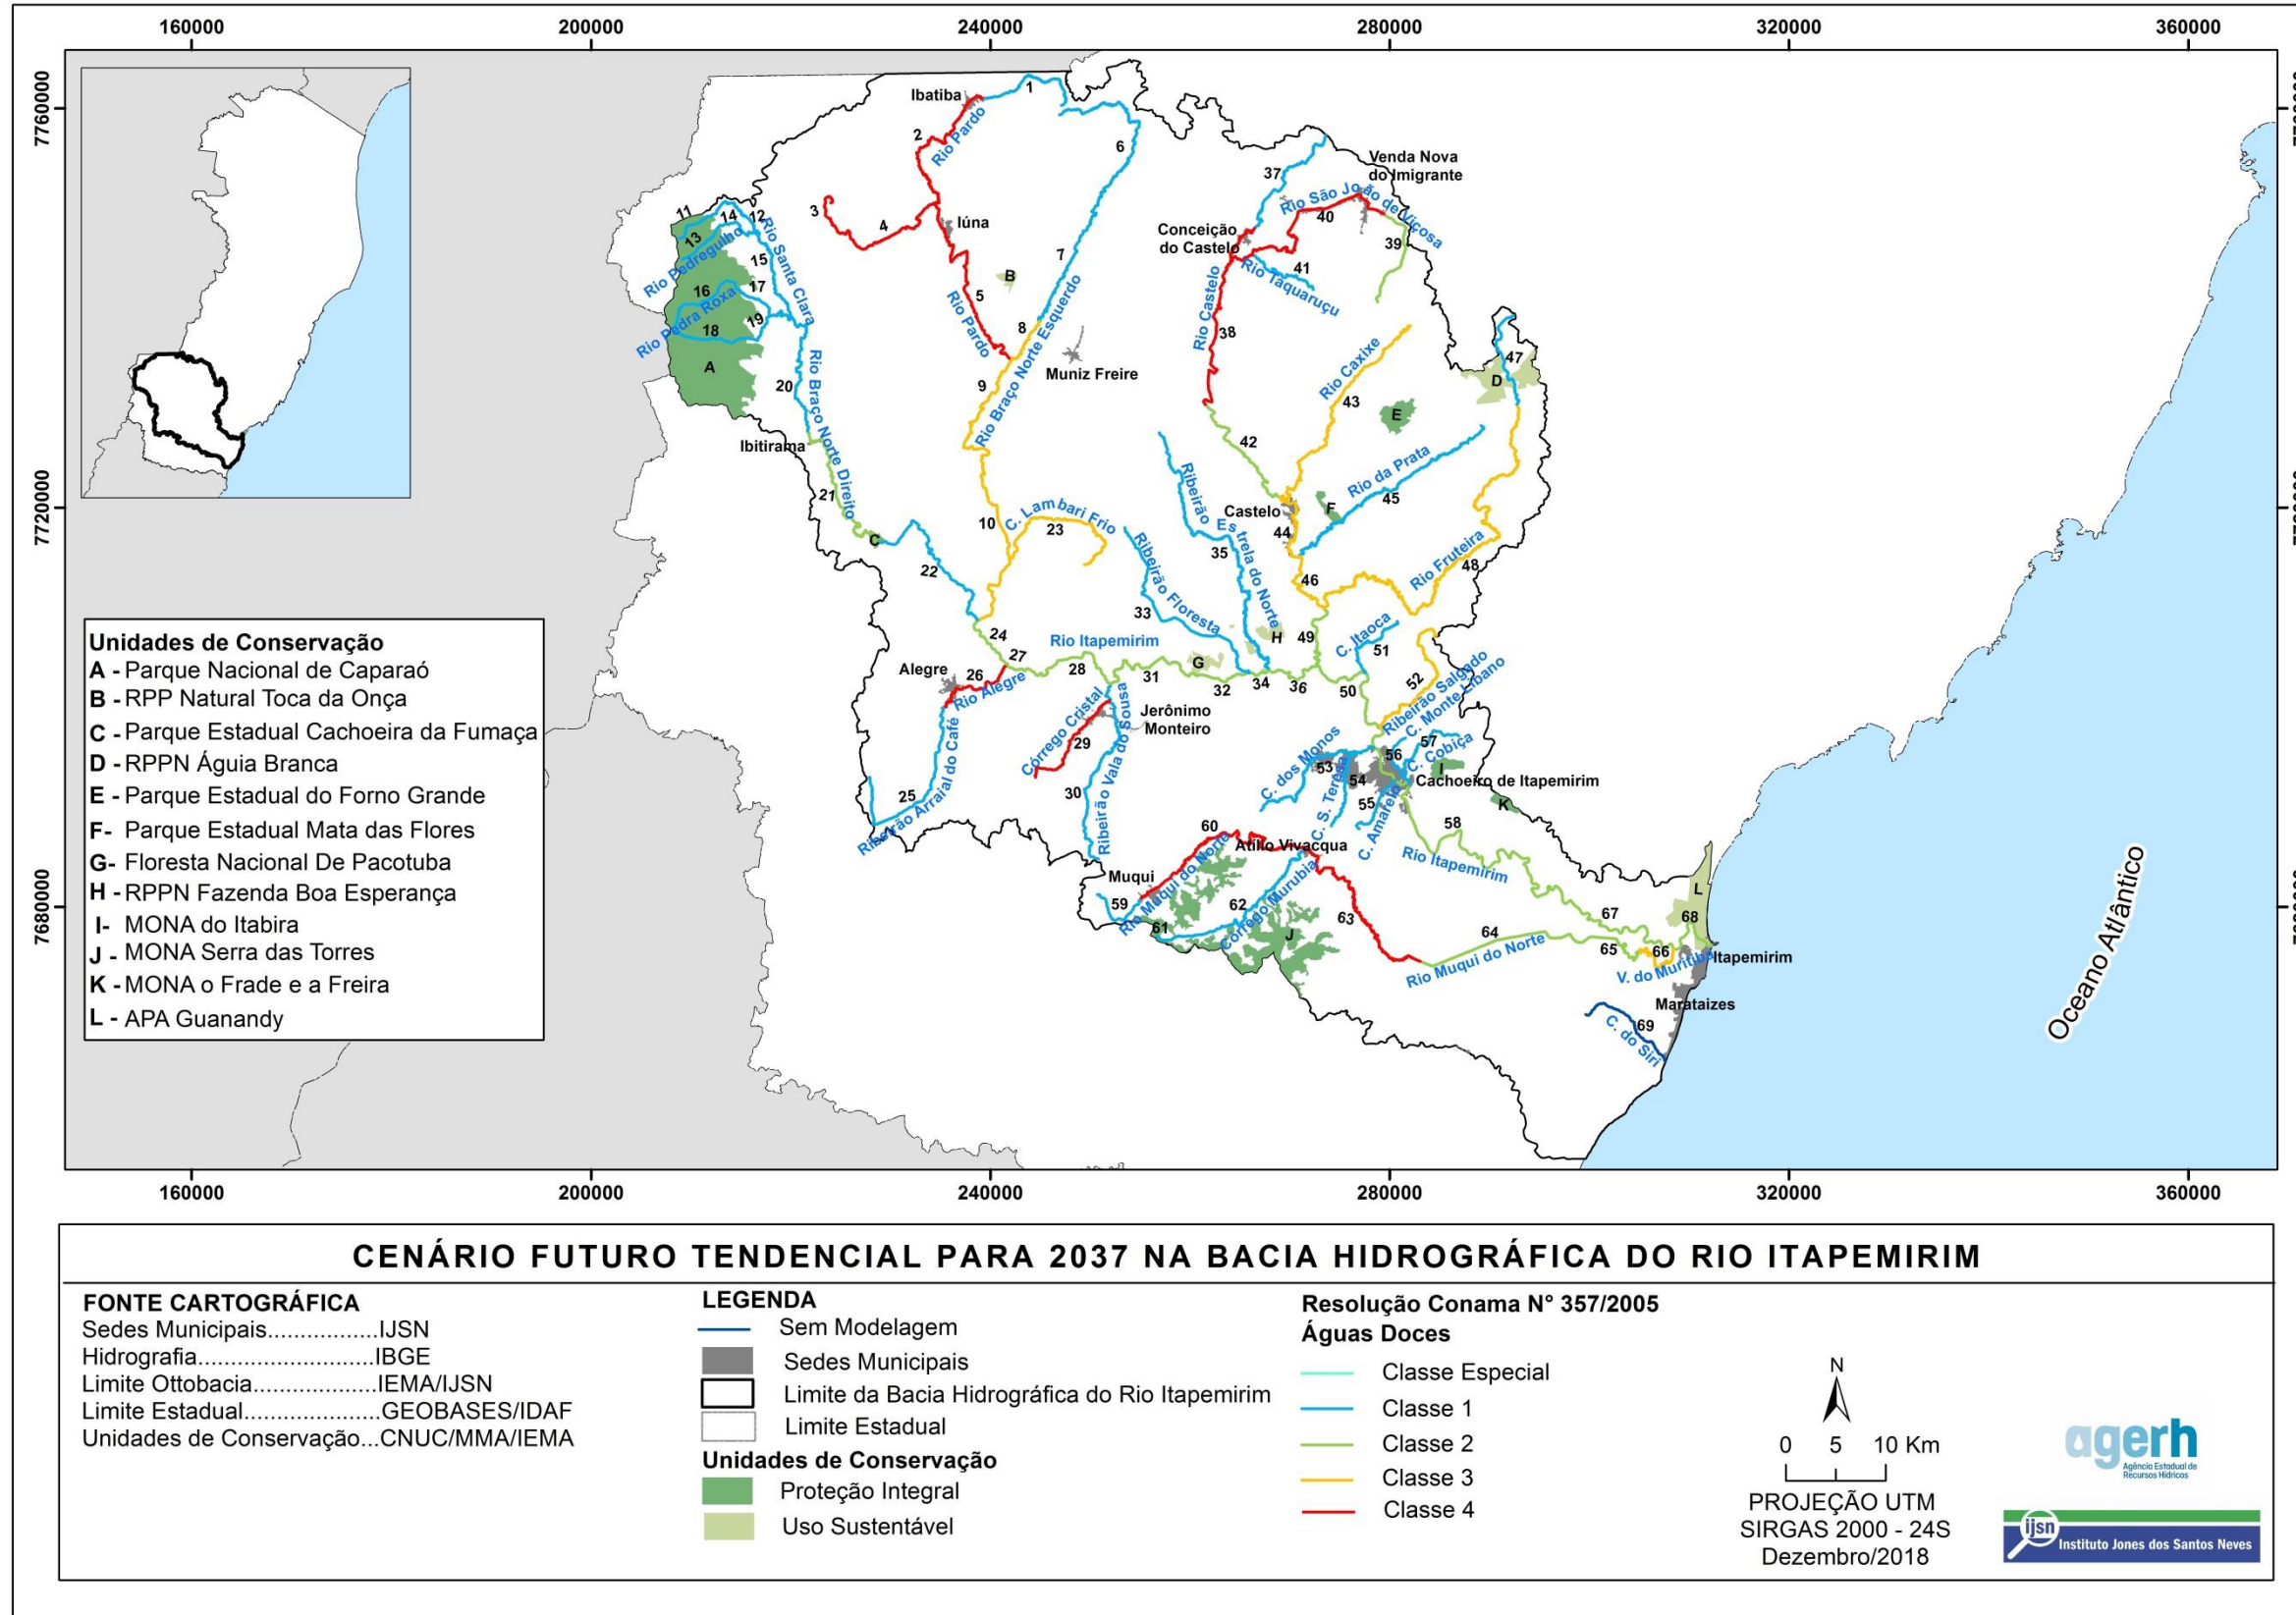 160000
200000
240000
280000
320000
360000
7760000
7720000
7680000
Ibatiba
1
2
Rio Pardo
6
3
4
Iúna
7
5
Rio Pardo
B
8
Rio Braço Norte Esquerdo
9
Muniz Freire
11
14
12
13
Rio Pedregulho
15
Rio Santa Clara
16
17
Rio Pedra Roxa
18
19
A
20
Rio Braço Norte Direito
Ibitirama
21
C
22
10
C. Lambari Frio
23
37
Venda Nova
do Imigrante
Rio São João de Viçosa
40
39
Conceição
do Castelo
41
Rio Taquaruçu
Rio Castelo
38
Rio Caxixe
43
47
D
E
42
Rio da Prata
45
Castelo
F
44
Ribeirão Estrela do Norte
35
46
Rio Fruteira
48
Ribeirão Floresta
33
H
49
C. Itaoca
51
24
27
Rio Itapemirim
28
31
G
32
34
36
50
52
Ribeirão Salgado
C. Monte Líbano
Alegre
26
Rio Alegre
Ribeirão Arraial do Café
25
Córrego Cristal
29
Jerônimo
Monteiro
Ribeirão Vala do Sousa
30
C. dos Monos
53
C. S. Teresa
54
55
C. Amarelo
56
57
C. Cobiça
I
Cachoeiro de Itapemirim
K
58
Rio Itapemirim
60
Atílio Vivacqua
Muqui
Rio Muqui do Norte
59
61
62
Córrego Murubia
J
63
64
Rio Muqui do Norte
65
66
67
68
L
V. do Muritiba
Itapemirim
Marataizes
69
C. do Siri
Oceano Atlântico
Unidades de Conservação
A - Parque Nacional de Caparaó
B - RPP Natural Toca da Onça
C - Parque Estadual Cachoeira da Fumaça
D - RPPN Águia Branca
E - Parque Estadual do Forno Grande
F- Parque Estadual Mata das Flores
G- Floresta Nacional De Pacotuba
H - RPPN Fazenda Boa Esperança
I- MONA do Itabira
J - MONA Serra das Torres
K - MONA o Frade e a Freira
L - APA Guanandy
160000
200000
240000
280000
320000
360000
CENÁRIO FUTURO TENDENCIAL PARA 2037 NA BACIA HIDROGRÁFICA DO RIO ITAPEMIRIM
FONTE CARTOGRÁFICA
Sedes Municipais.................IJSN
Hidrografia...........................IBGE
Limite Ottobacia...................IEMA/IJSN
Limite Estadual.....................GEOBASES/IDAF
Unidades de Conservação...CNUC/MMA/IEMA
LEGENDA
Sem Modelagem
Sedes Municipais
Limite da Bacia Hidrográfica do Rio Itapemirim
Limite Estadual
Unidades de Conservação
Proteção Integral
Uso Sustentável
Resolução Conama N° 357/2005
Águas Doces
Classe Especial
Classe 1
Classe 2
Classe 3
Classe 4
N
0 5 10 Km
PROJEÇÃO UTM
SIRGAS 2000 - 24S
Dezembro/2018
agerh
Agência Estadual de
Recursos Hídricos
ijsn
Instituto Jones dos Santos Neves